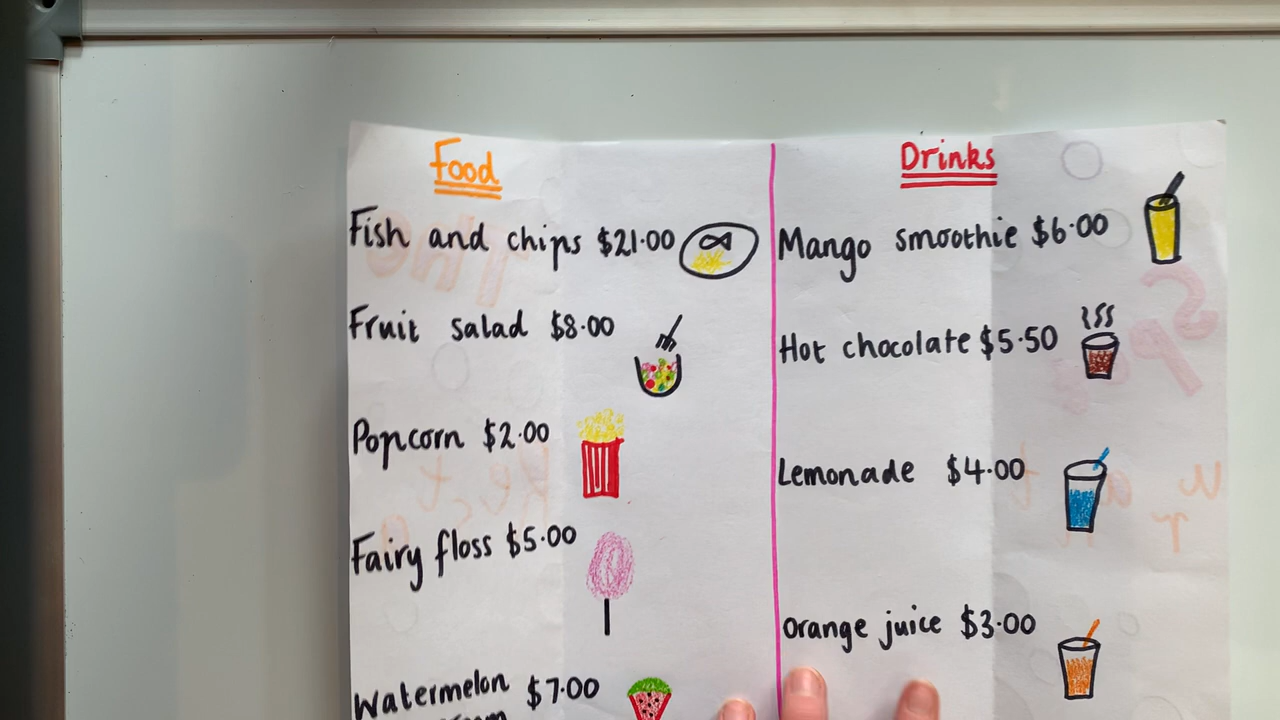 Food
Fish and chips $21.00
Fruit salad $8.00
Popcorn $2.00
Fairy floss $5.00
Watermelon $7.00
Drinks
Mango smoothie $6.00
Hot chocolate $5.50
Lemonade $4.00
Orange juice $3.00